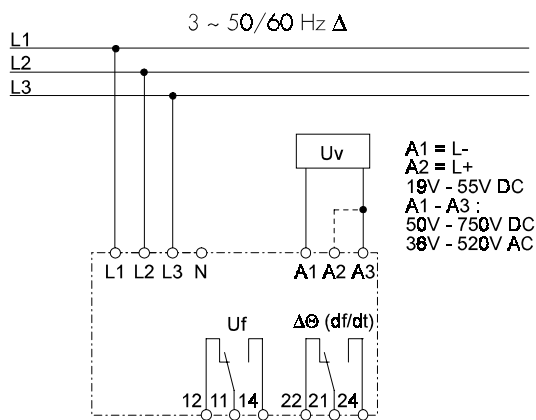 3 ~ 50/60 Hz Δ
L1
L2
L3
Uv
A1 = L-
A2 = L+
19V - 55V DC
A1 - A3 :
50V - 750V DC
36V - 520V AC
L1 L2 L3 N A1 A2 A3
Uf ΔΘ (df/dt)
12 11 14 22 21 24